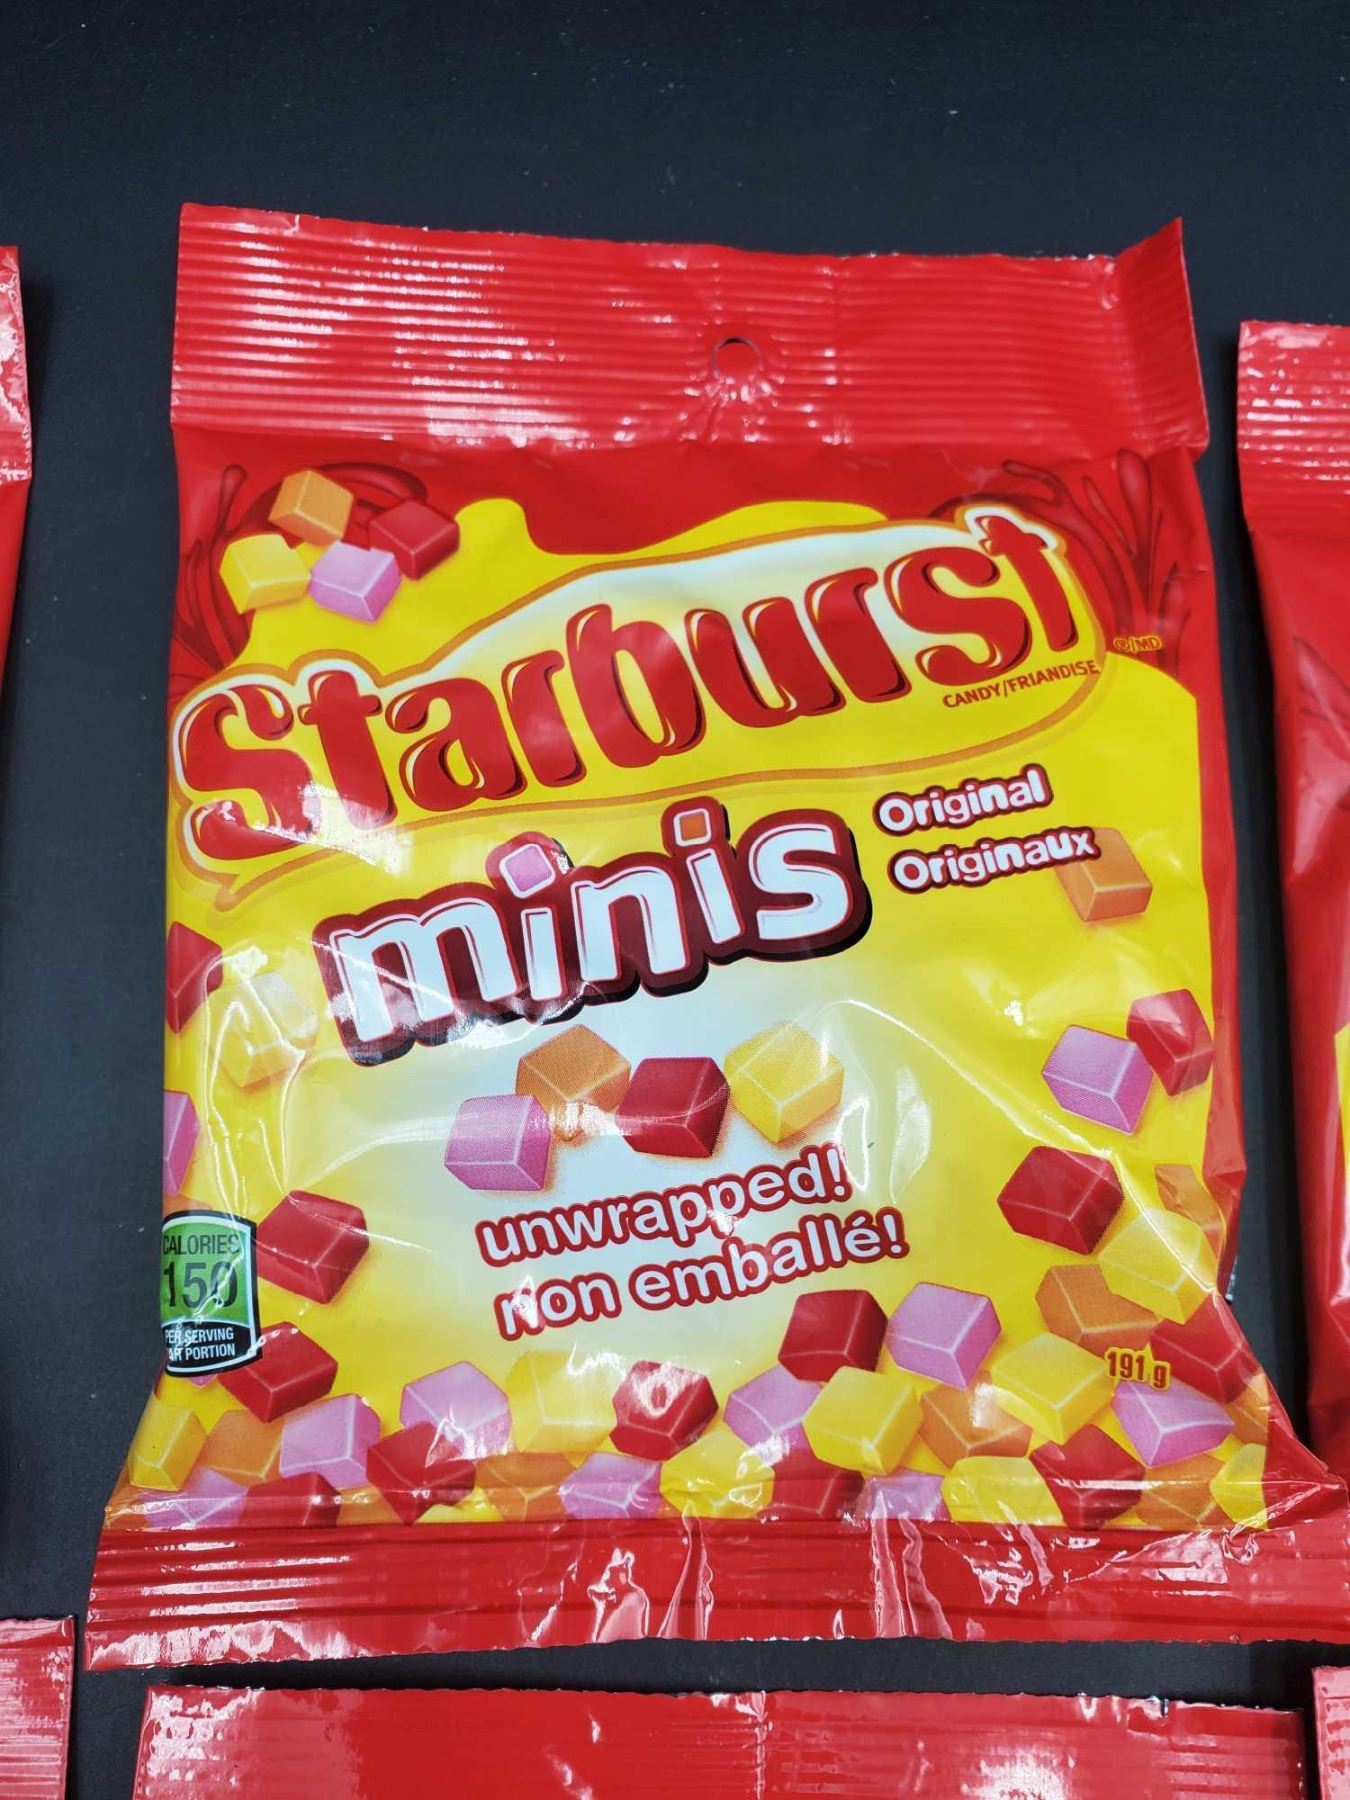 Starburst
®/MD
CANDY/FRIANDISE
minis
Original
Originaux
unwrapped!
non emballé!
CALORIES
150
PER SERVING
PAR PORTION
191 g